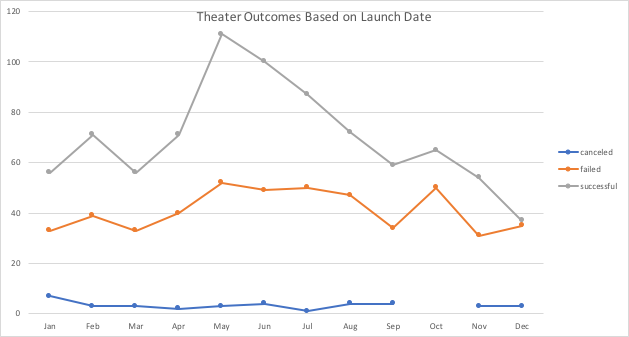 Theater Outcomes Based on Launch Date
120
100
80
60
40
20
0
Jan Feb Mar Apr May Jun Jul Aug Sep Oct Nov Dec
canceled
failed
successful